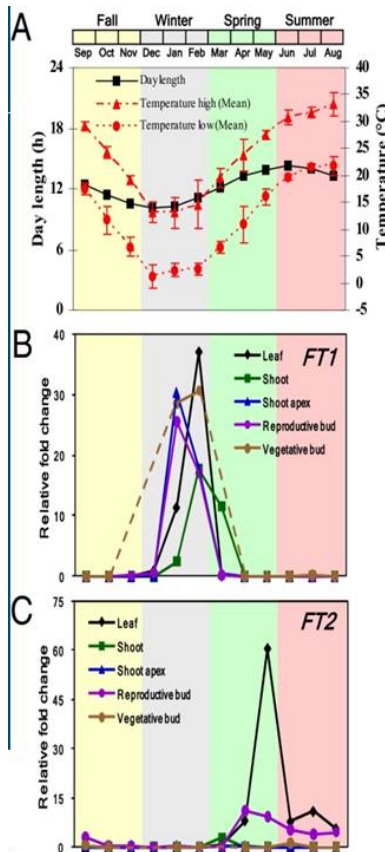 A
Fall Winter Spring Summer
Sep Oct Nov Dec Jan Feb Mar Apr May Jun Jul Aug
24
18
12
6
0
Day length (h)
Day length
Temperature high (Mean)
Temperature low (Mean)
40
35
30
25
20
15
10
5
0
-5
Temperature (°C)
B
FT1
40
30
20
10
0
Relative fold change
Leaf
Shoot
Shoot apex
Reproductive bud
Vegetative bud
C
FT2
75
60
45
30
15
0
Relative fold change
Leaf
Shoot
Shoot apex
Reproductive bud
Vegetative bud